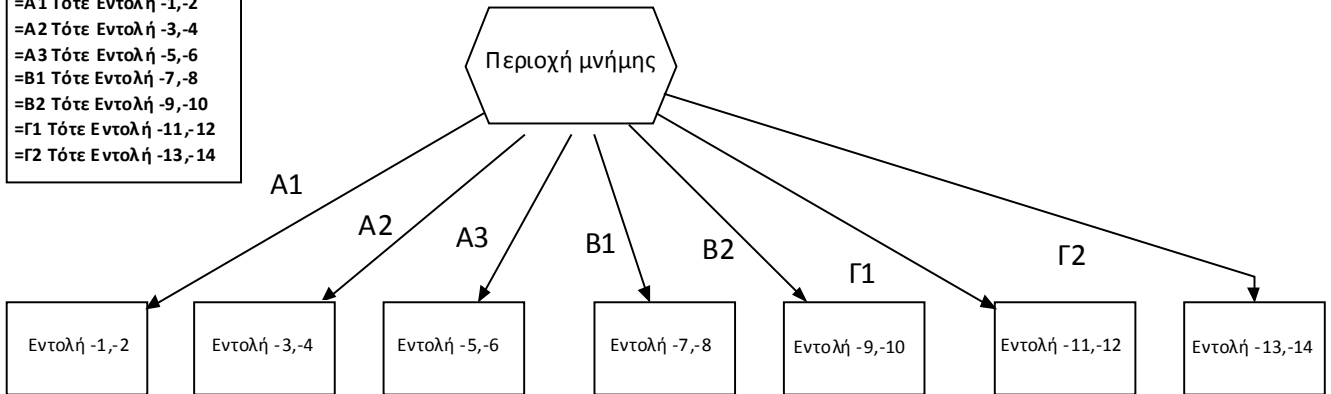 =Α1 Τότε Εντολή -1,-2
=Α2 Τότε Εντολή -3,-4
=Α3 Τότε Εντολή -5,-6
=Β1 Τότε Εντολή -7,-8
=Β2 Τότε Εντολή -9,-10
=Γ1 Τότε Εντολή -11,-12
=Γ2 Τότε Εντολή -13,-14
Περιοχή μνήμης
Α1
Α2
Α3
Β1
Β2
Γ1
Γ2
Εντολή -1,-2
Εντολή -3,-4
Εντολή -5,-6
Εντολή -7,-8
Εντολή -9,-10
Εντολή -11,-12
Εντολή -13,-14